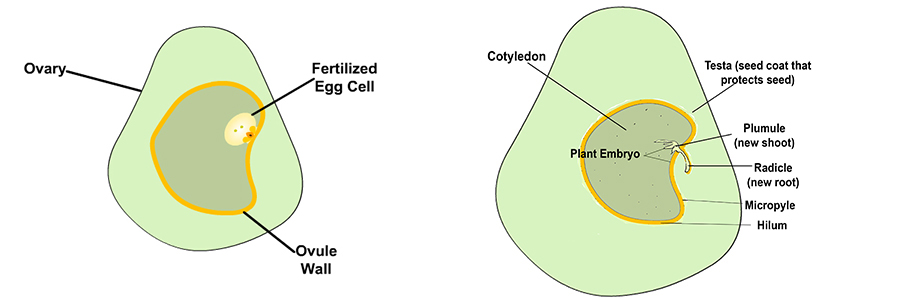 Ovary
Fertilized
Egg Cell
Ovule
Wall
Cotyledon
Testa (seed coat that
protects seed)
Plumule
(new shoot)
Plant Embryo
Radicle
(new root)
Micropyle
Hilum